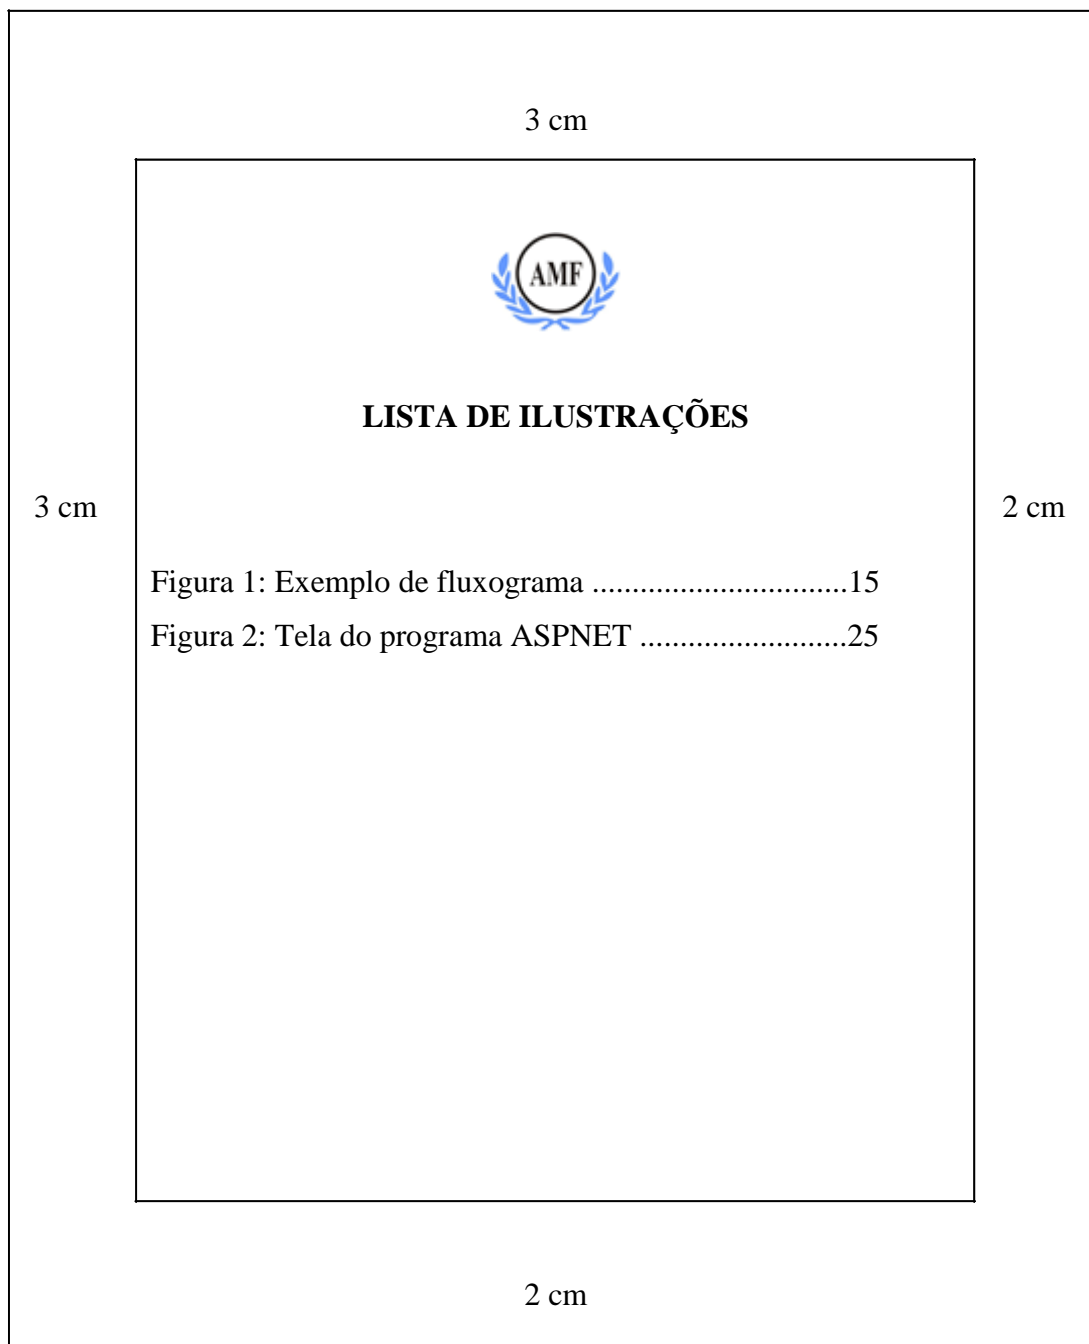 3 cm
AMF
LISTA DE ILUSTRAÇÕES
3 cm
2 cm
Figura 1: Exemplo de fluxograma ................................15
Figura 2: Tela do programa ASPNET ..........................25
2 cm